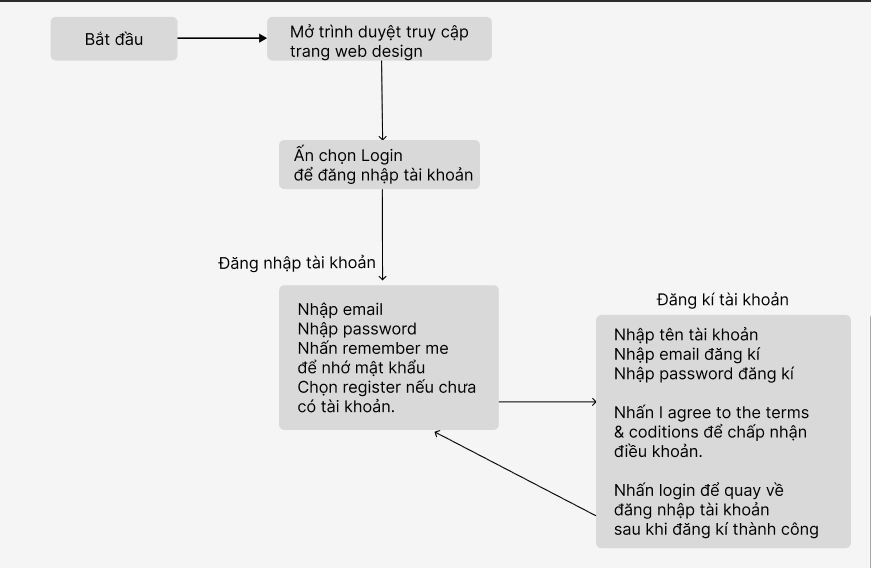 Bắt đầu
Mở trình duyệt truy cập
trang web design
Ấn chọn Login
để đăng nhập tài khoản
Đăng nhập tài khoản
Nhập email
Nhập password
Nhấn remember me
để nhớ mật khẩu
Chọn register nếu chưa
có tài khoản.
Đăng kí tài khoản
Nhập tên tài khoản
Nhập email đăng kí
Nhập password đăng kí
Nhấn I agree to the terms
& coditions để chấp nhận
điều khoản.
Nhấn login để quay về
đăng nhập tài khoản
sau khi đăng kí thành công